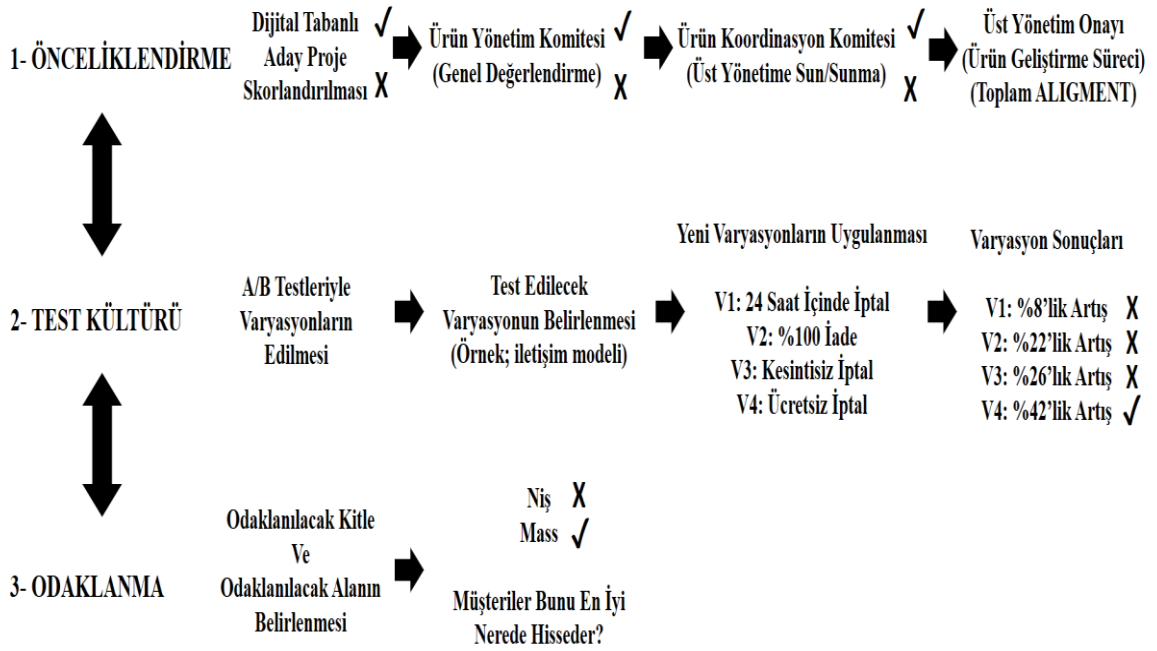 1- ÖNCELİKLENDİRME
Dijital Tabanlı
Aday Proje
Skorlandırılması
√
X
Ürün Yönetim Komitesi
(Genel Değerlendirme)
√
X
Ürün Koordinasyon Komitesi
(Üst Yönetime Sun/Sunma)
√
X
Üst Yönetim Onayı
(Ürün Geliştirme Süreci)
(Toplam ALIGMENT)
2- TEST KÜLTÜRÜ
A/B Testleriyle
Varyasyonların
Edilmesi
Test Edilecek
Varyasyonun Belirlenmesi
(Örnek; iletişim modeli)
Yeni Varyasyonların Uygulanması
V1: 24 Saat İçinde İptal
V2: %100 İade
V3: Kesintisiz İptal
V4: Ücretsiz İptal
Varyasyon Sonuçları
V1: %8’lik Artış X
V2: %22’lik Artış X
V3: %26’lık Artış X
V4: %42’lik Artış √
3- ODAKLANMA
Odaklanılacak Kitle
Ve
Odaklanılacak Alanın
Belirlenmesi
Niş X
Mass √
Müşteriler Bunu En İyi
Nerede Hisseder?